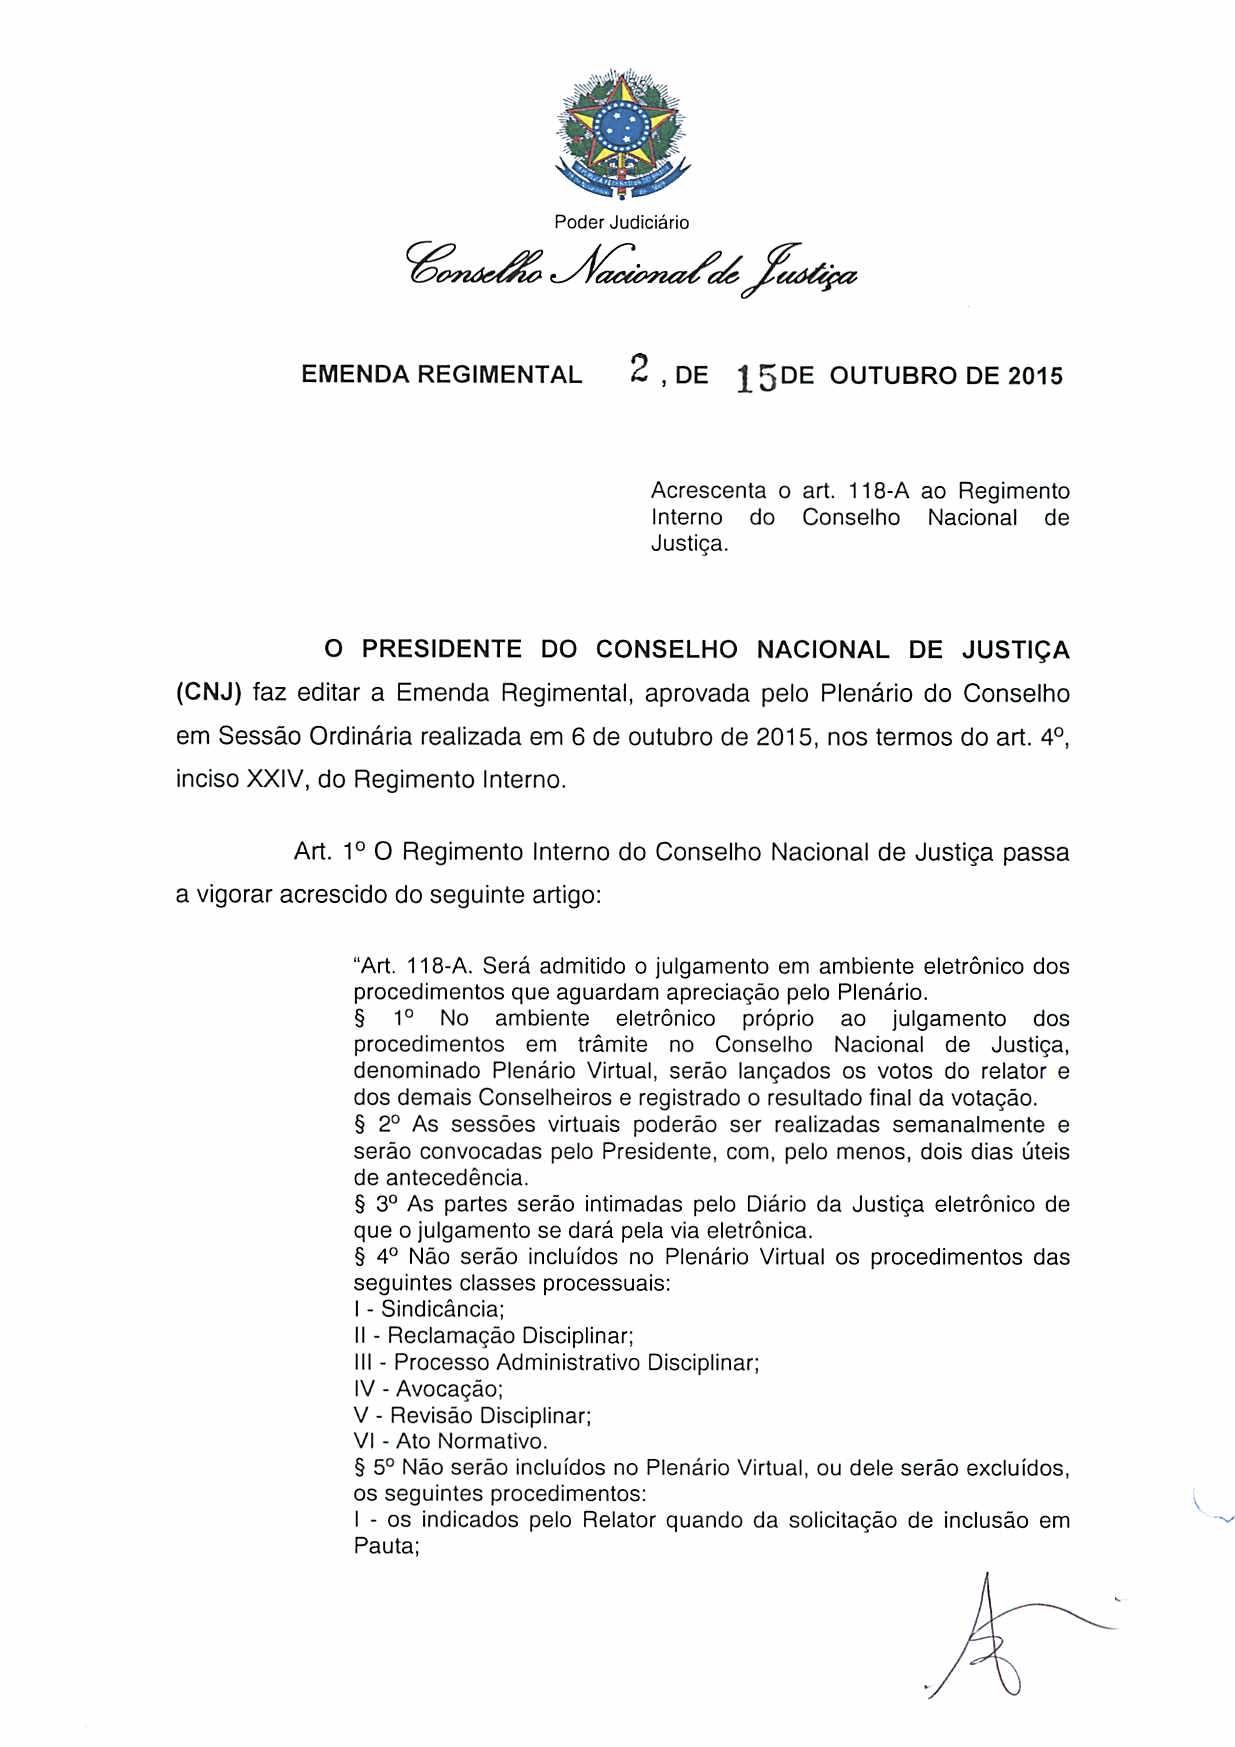 Poder Judiciário
Conselho Nacional de Justiça
EMENDA REGIMENTAL 2 , DE 15 DE OUTUBRO DE 2015
Acrescenta o art. 118-A ao Regimento
Interno do Conselho Nacional de
Justiça.
O PRESIDENTE DO CONSELHO NACIONAL DE JUSTIÇA
(CNJ) faz editar a Emenda Regimental, aprovada pelo Plenário do Conselho
em Sessão Ordinária realizada em 6 de outubro de 2015, nos termos do art. 4º,
inciso XXIV, do Regimento Interno.
Art. 1º O Regimento Interno do Conselho Nacional de Justiça passa
a vigorar acrescido do seguinte artigo:
“Art. 118-A. Será admitido o julgamento em ambiente eletrônico dos
procedimentos que aguardam apreciação pelo Plenário.
§ 1º No ambiente eletrônico próprio ao julgamento dos
procedimentos em trâmite no Conselho Nacional de Justiça,
denominado Plenário Virtual, serão lançados os votos do relator e
dos demais Conselheiros e registrado o resultado final da votação.
§ 2º As sessões virtuais poderão ser realizadas semanalmente e
serão convocadas pelo Presidente, com, pelo menos, dois dias úteis
de antecedência.
§ 3º As partes serão intimadas pelo Diário da Justiça eletrônico de
que o julgamento se dará pela via eletrônica.
§ 4º Não serão incluídos no Plenário Virtual os procedimentos das
seguintes classes processuais:
I - Sindicância;
II - Reclamação Disciplinar;
III - Processo Administrativo Disciplinar;
IV - Avocação;
V - Revisão Disciplinar;
VI - Ato Normativo.
§ 5º Não serão incluídos no Plenário Virtual, ou dele serão excluídos,
os seguintes procedimentos:
I - os indicados pelo Relator quando da solicitação de inclusão em
Pauta;